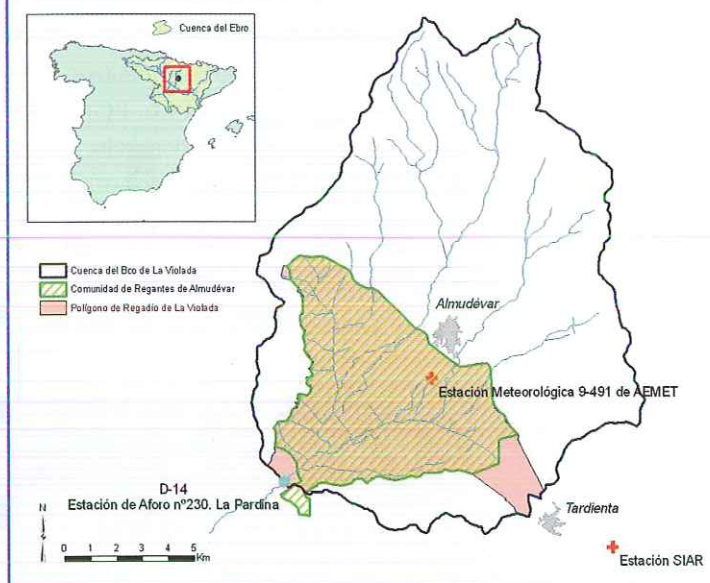 Cuenca del Ebro
Cuenca del Bco de La Violada
Comunidad de Regantes de Almudévar
Polígono de Regadío de La Violada
Almudévar
Estación Meteorológica 9-491 de AEMET
D-14
Estación de Aforo nº230. La Pardina
Tardienta
Estación SIAR
N
0 1 2 3 4 5
Km